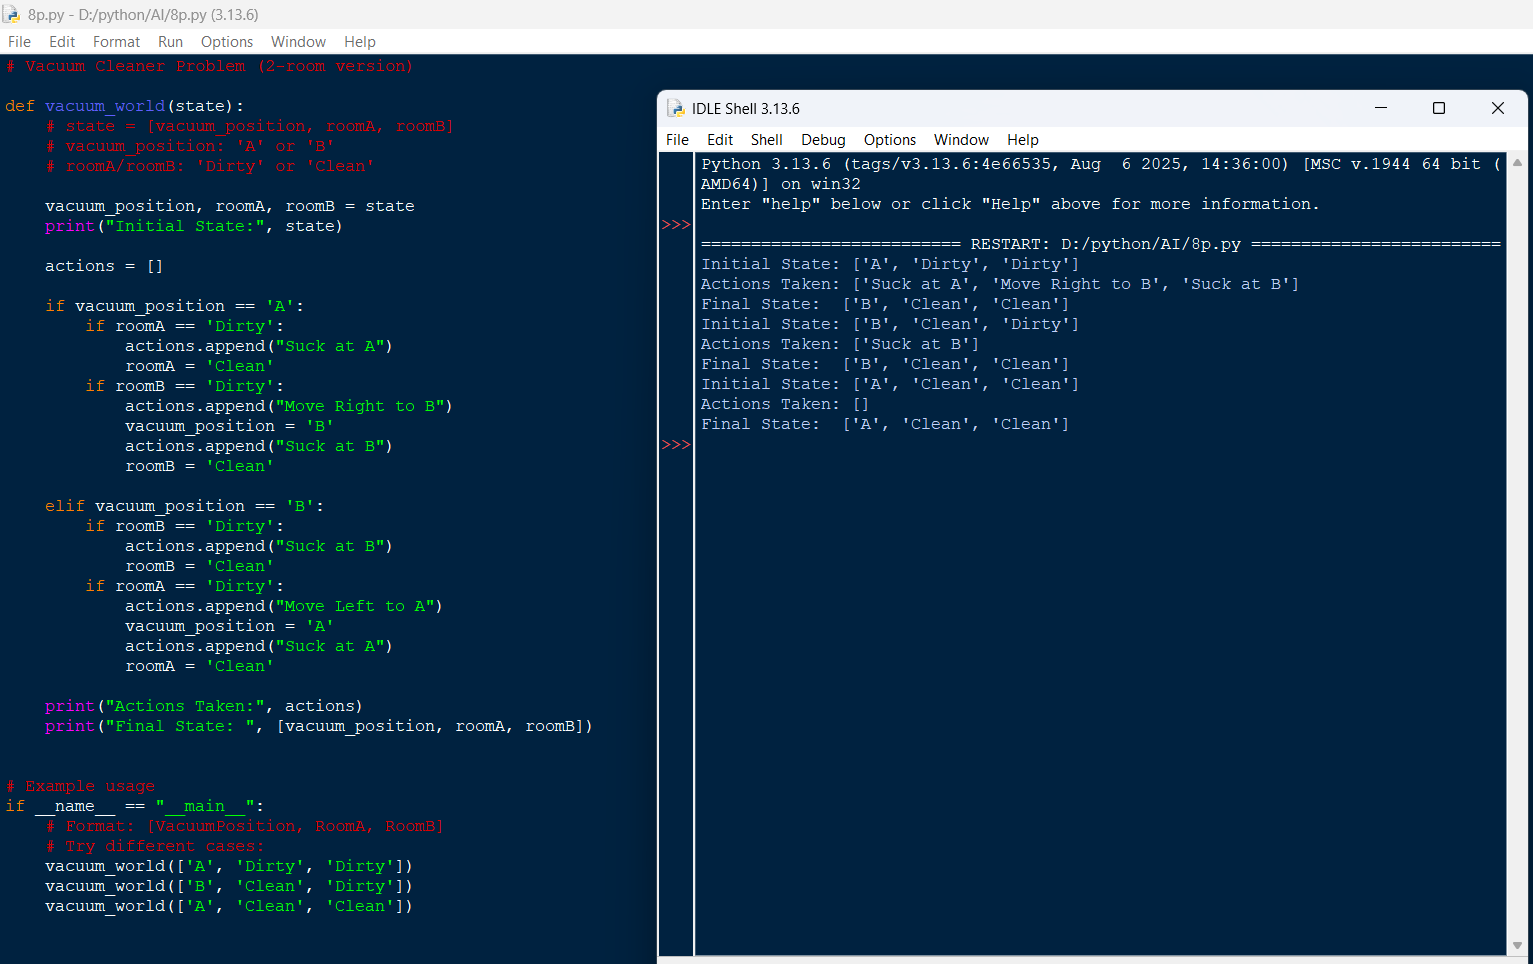 8p.py - D:/python/AI/8p.py (3.13.6)
File Edit Format Run Options Window Help
# Vacuum Cleaner Problem (2-room version)
def vacuum_world(state):
    # state = [vacuum_position, roomA, roomB]
    # vacuum_position: 'A' or 'B'
    # roomA/roomB: 'Dirty' or 'Clean'
    vacuum_position, roomA, roomB = state
    print("Initial State:", state)
    actions = []
    if vacuum_position == 'A':
        if roomA == 'Dirty':
            actions.append("Suck at A")
            roomA = 'Clean'
        if roomB == 'Dirty':
            actions.append("Move Right to B")
            vacuum_position = 'B'
            actions.append("Suck at B")
            roomB = 'Clean'
    elif vacuum_position == 'B':
        if roomB == 'Dirty':
            actions.append("Suck at B")
            roomB = 'Clean'
        if roomA == 'Dirty':
            actions.append("Move Left to A")
            vacuum_position = 'A'
            actions.append("Suck at A")
            roomA = 'Clean'
    print("Actions Taken:", actions)
    print("Final State: ", [vacuum_position, roomA, roomB])
# Example usage
if __name__ == "__main__":
    # Format: [VacuumPosition, RoomA, RoomB]
    # Try different cases:
    vacuum_world(['A', 'Dirty', 'Dirty'])
    vacuum_world(['B', 'Clean', 'Dirty'])
    vacuum_world(['A', 'Clean', 'Clean'])
IDLE Shell 3.13.6
File Edit Shell Debug Options Window Help
Python 3.13.6 (tags/v3.13.6:4e66535, Aug  6 2025, 14:36:00) [MSC v.1944 64 bit (
AMD64)] on win32
Enter "help" below or click "Help" above for more information.
>>>
========================== RESTART: D:/python/AI/8p.py =========================
Initial State: ['A', 'Dirty', 'Dirty']
Actions Taken: ['Suck at A', 'Move Right to B', 'Suck at B']
Final State:  ['B', 'Clean', 'Clean']
Initial State: ['B', 'Clean', 'Dirty']
Actions Taken: ['Suck at B']
Final State:  ['B', 'Clean', 'Clean']
Initial State: ['A', 'Clean', 'Clean']
Actions Taken: []
Final State:  ['A', 'Clean', 'Clean']
>>>